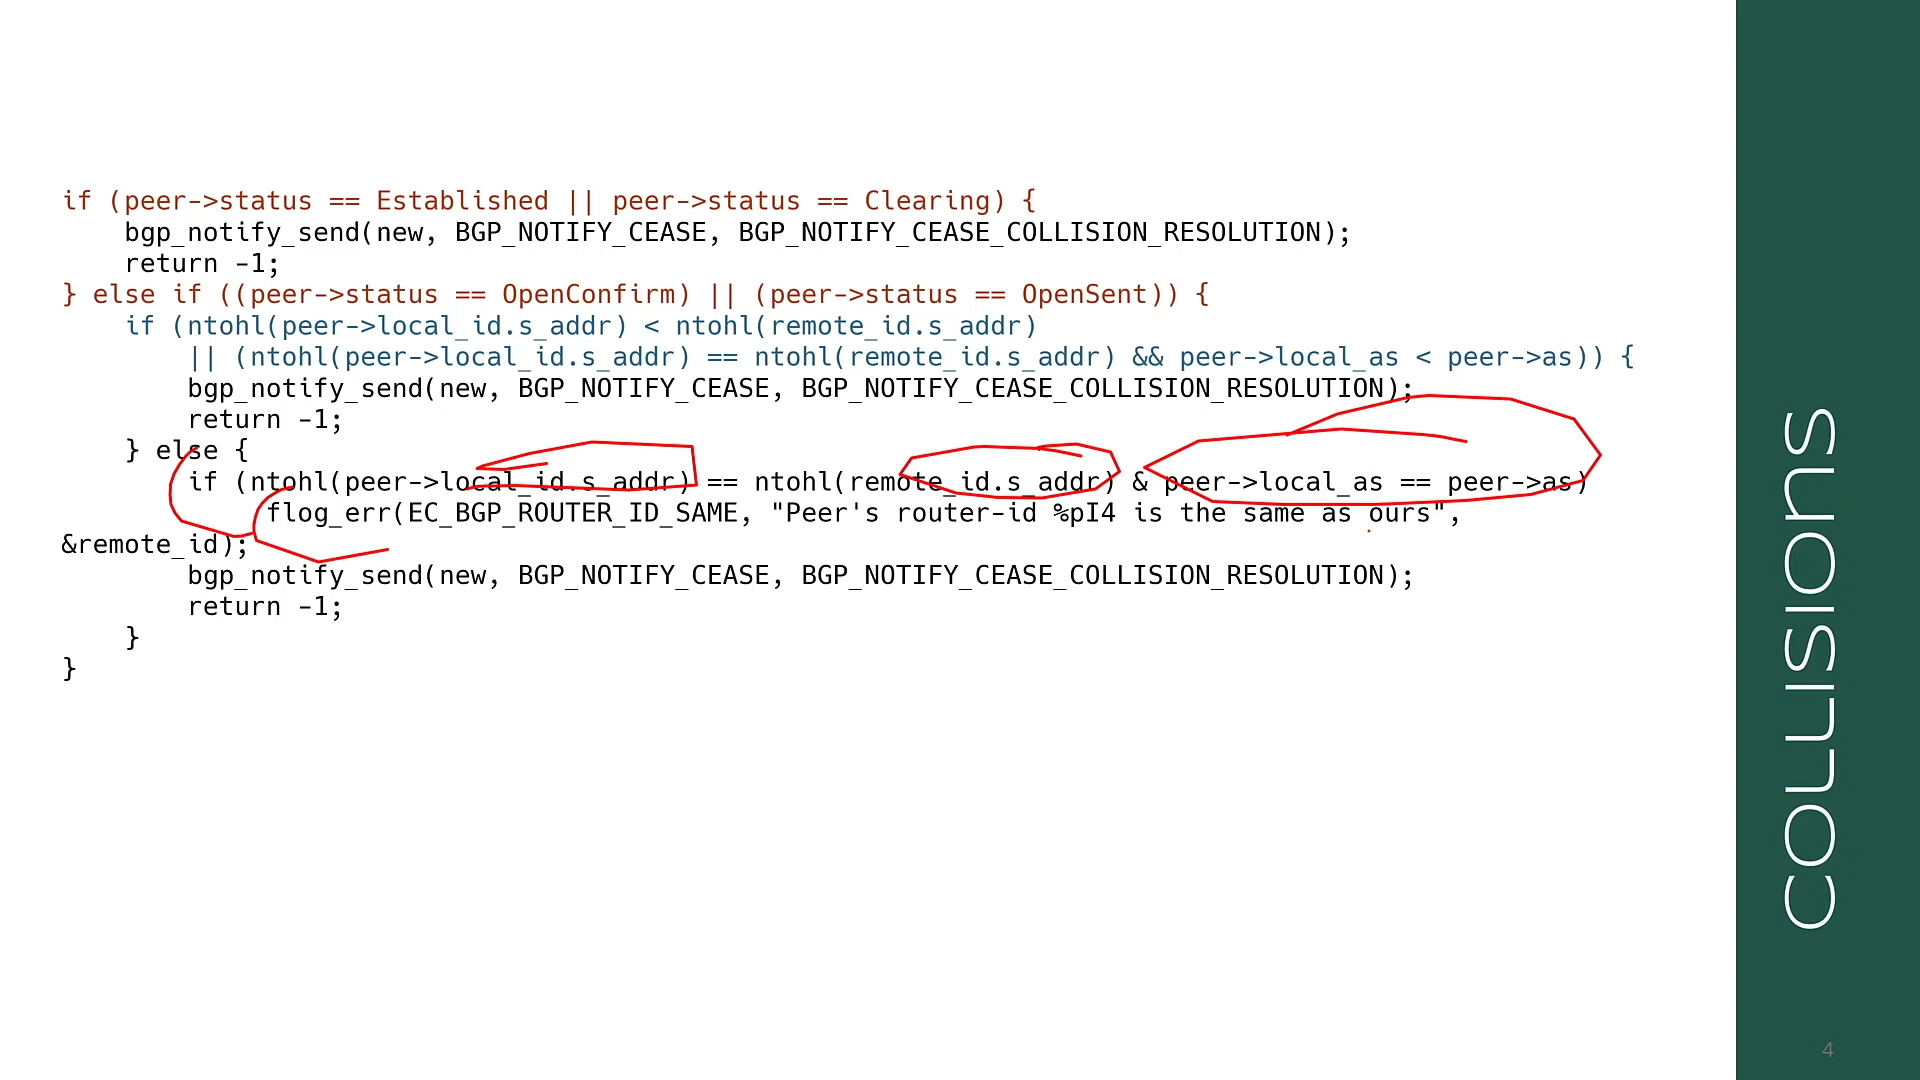 if (peer->status == Established || peer->status == Clearing) {
bgp_notify_send(new, BGP_NOTIFY_CEASE, BGP_NOTIFY_CEASE_COLLISION_RESOLUTION);
return -1;
} else if ((peer->status == OpenConfirm) || (peer->status == OpenSent)) {
if (ntohl(peer->local_id.s_addr) < ntohl(remote_id.s_addr)
|| (ntohl(peer->local_id.s_addr) == ntohl(remote_id.s_addr) && peer->local_as < peer->as)) {
bgp_notify_send(new, BGP_NOTIFY_CEASE, BGP_NOTIFY_CEASE_COLLISION_RESOLUTION);
return -1;
} else {
if (ntohl(peer->local_id.s_addr) == ntohl(remote_id.s_addr) & peer->local_as == peer->as)
flog_err(EC_BGP_ROUTER_ID_SAME, "Peer's router-id %pI4 is the same as ours",
&remote_id);
bgp_notify_send(new, BGP_NOTIFY_CEASE, BGP_NOTIFY_CEASE_COLLISION_RESOLUTION);
return -1;
}
}
COLLISIONS
4